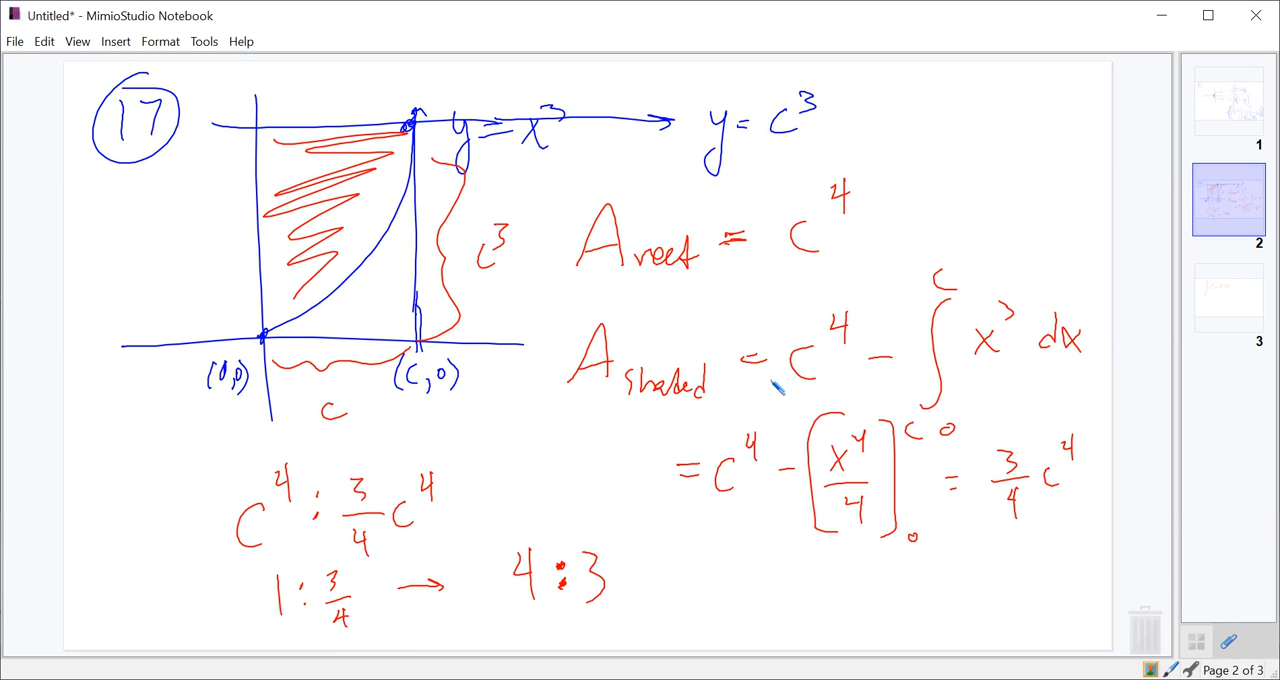 Untitled* - MimioStudio Notebook
File Edit View Insert Format Tools Help
17
y = x³
y = c³
c³
(0,0)
(c,0)
c
A rect = c⁴
A shaded = c⁴ - ∫₀ᶜ x³ dx
= c⁴ - [x⁴/4]₀ᶜ = 3/4 c⁴
c⁴ : 3/4 c⁴
1 : 3/4 → 4 : 3
1
2
3
Page 2 of 3